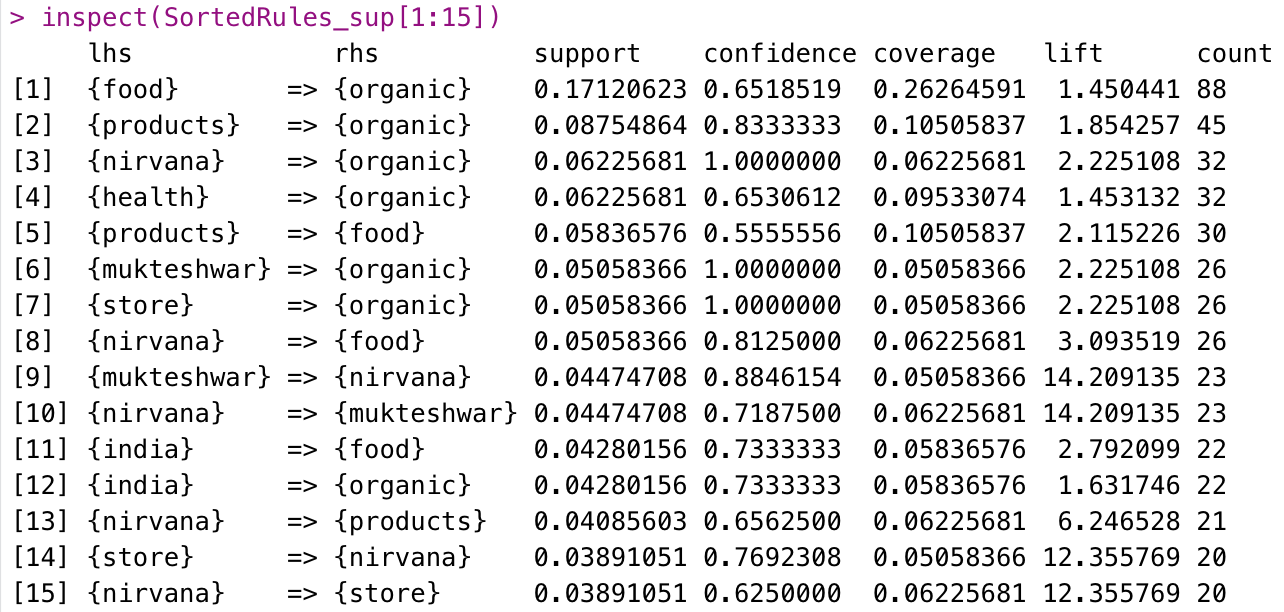 > inspect(SortedRules_sup[1:15])
     lhs             rhs          support    confidence coverage   lift      count
[1]  {food}       => {organic}    0.17120623 0.6518519  0.26264591  1.450441 88
[2]  {products}   => {organic}    0.08754864 0.8333333  0.10505837  1.854257 45
[3]  {nirvana}    => {organic}    0.06225681 1.0000000  0.06225681  2.225108 32
[4]  {health}     => {organic}    0.06225681 0.6530612  0.09533074  1.453132 32
[5]  {products}   => {food}       0.05836576 0.5555556  0.10505837  2.115226 30
[6]  {mukteshwar} => {organic}    0.05058366 1.0000000  0.05058366  2.225108 26
[7]  {store}      => {organic}    0.05058366 1.0000000  0.05058366  2.225108 26
[8]  {nirvana}    => {food}       0.05058366 0.8125000  0.06225681  3.093519 26
[9]  {mukteshwar} => {nirvana}    0.04474708 0.8846154  0.05058366 14.209135 23
[10] {nirvana}    => {mukteshwar} 0.04474708 0.7187500  0.06225681 14.209135 23
[11] {india}      => {food}       0.04280156 0.7333333  0.05836576  2.792099 22
[12] {india}      => {organic}    0.04280156 0.7333333  0.05836576  1.631746 22
[13] {nirvana}    => {products}   0.04085603 0.6562500  0.06225681  6.246528 21
[14] {store}      => {nirvana}    0.03891051 0.7692308  0.05058366 12.355769 20
[15] {nirvana}    => {store}      0.03891051 0.6250000  0.06225681 12.355769 20